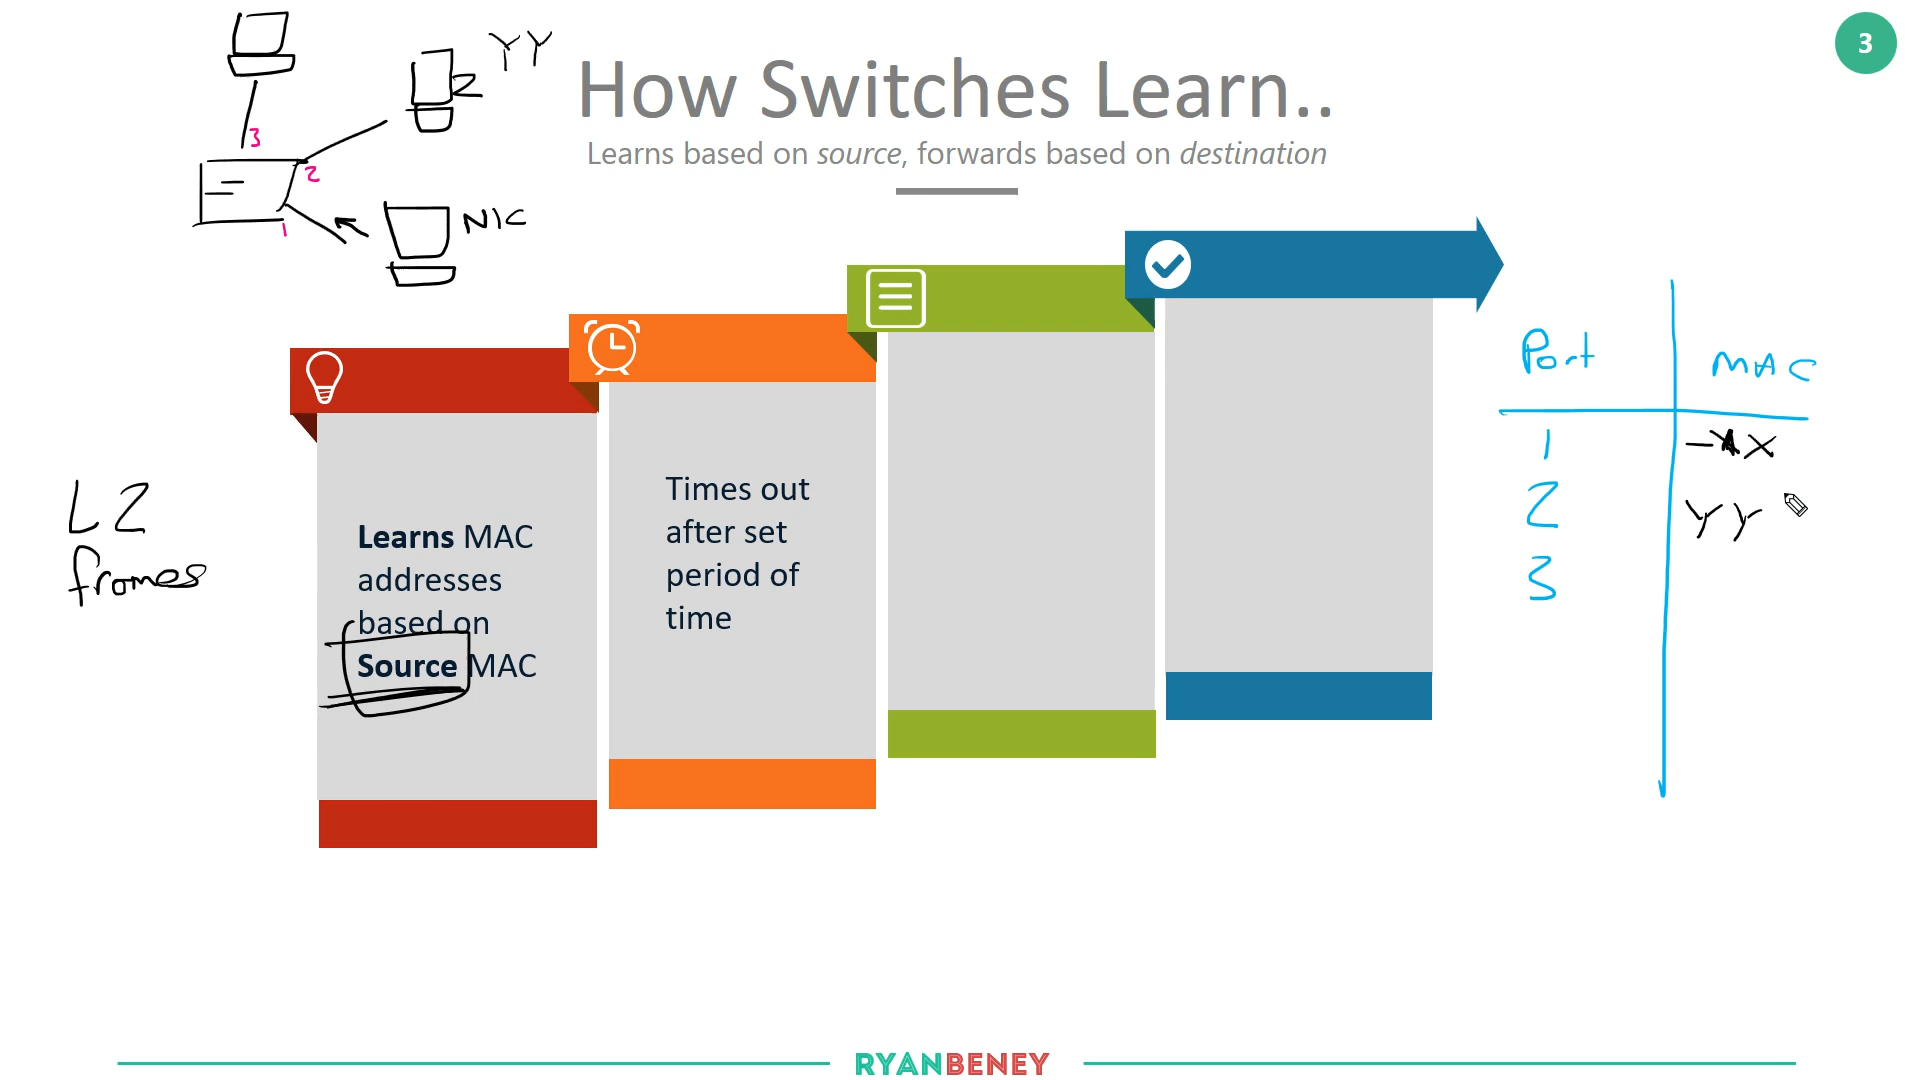 3
How Switches Learn..
Learns based on source, forwards based on destination
YY
2
3
2
1
NIC
L2
frames
Learns MAC
addresses
based on
Source MAC
Times out
after set
period of
time
Port MAC
1
2 YY
3
RYANBENEY